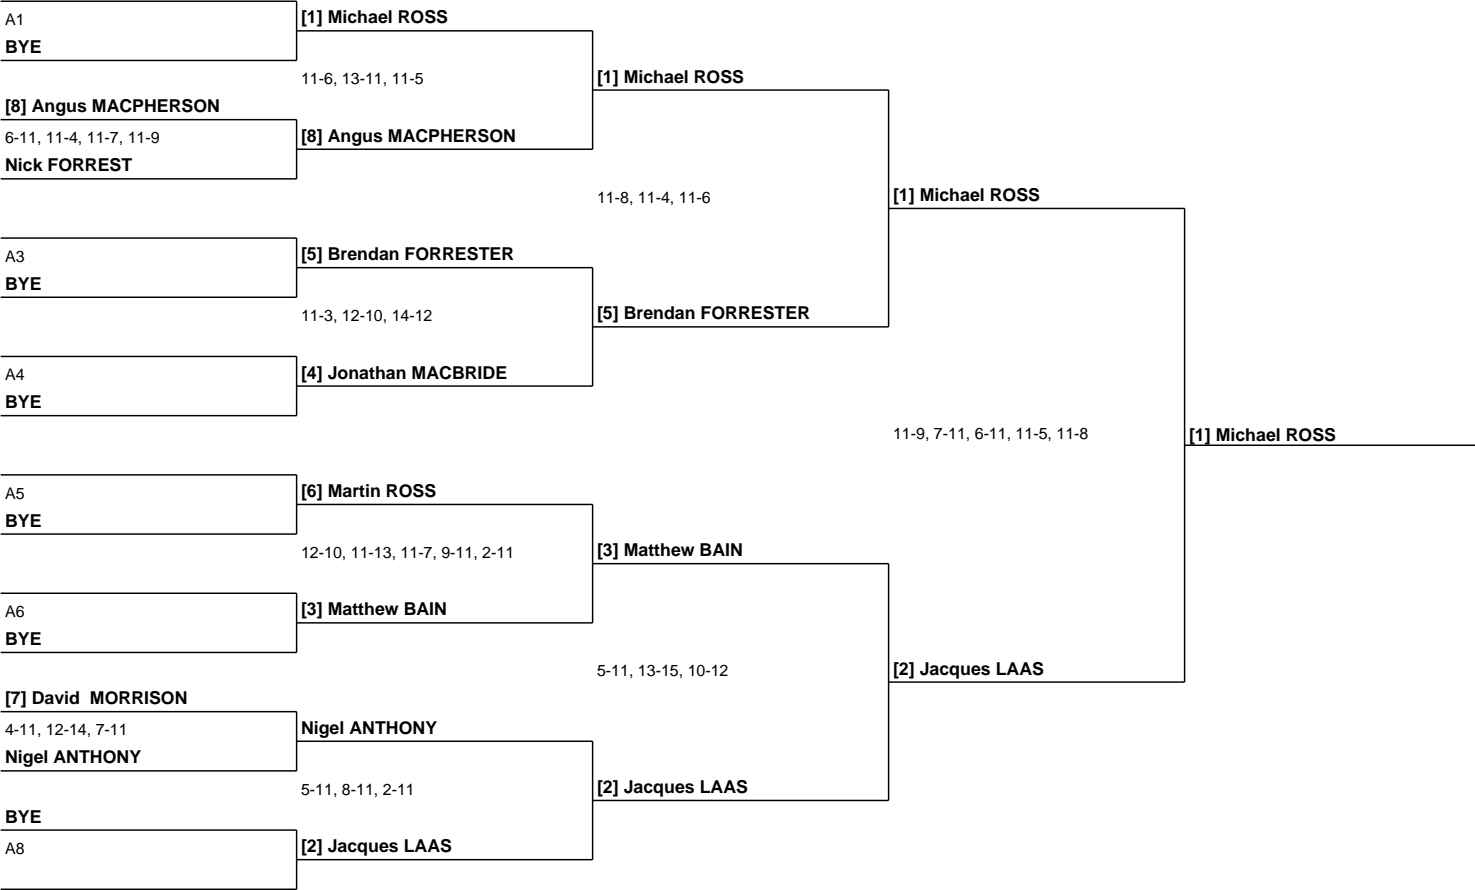 A1
BYE
[8] Angus MACPHERSON
6-11, 11-4, 11-7, 11-9
Nick FORREST
A3
BYE
A4
BYE
A5
BYE
A6
BYE
[7] David  MORRISON
4-11, 12-14, 7-11
Nigel ANTHONY
BYE
A8
[1] Michael ROSS
11-6, 13-11, 11-5
[8] Angus MACPHERSON
[5] Brendan FORRESTER
11-3, 12-10, 14-12
[4] Jonathan MACBRIDE
[6] Martin ROSS
12-10, 11-13, 11-7, 9-11, 2-11
[3] Matthew BAIN
Nigel ANTHONY
5-11, 8-11, 2-11
[2] Jacques LAAS
[1] Michael ROSS
11-8, 11-4, 11-6
[5] Brendan FORRESTER
[3] Matthew BAIN
5-11, 13-15, 10-12
[2] Jacques LAAS
[1] Michael ROSS
11-9, 7-11, 6-11, 11-5, 11-8
[2] Jacques LAAS
[1] Michael ROSS